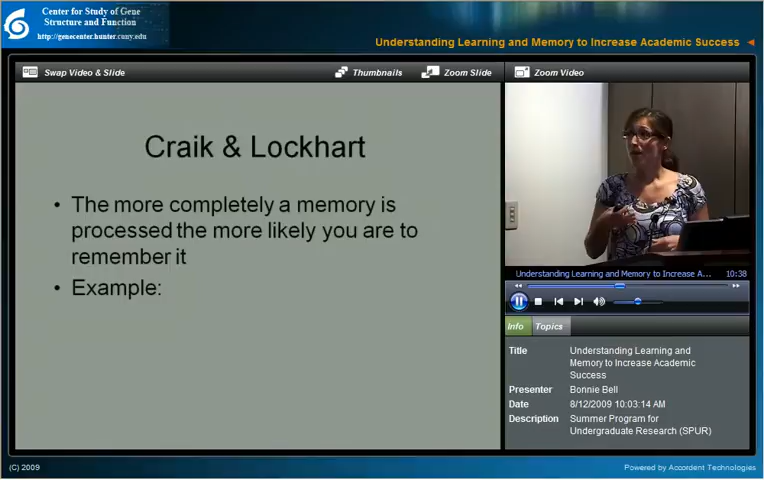 Center for Study of Gene
Structure and Function
http://genecenter.hunter.cuny.edu
Understanding Learning and Memory to Increase Academic Success
Swap Video & Slide
Thumbnails
Zoom Slide
Zoom Video
Craik & Lockhart
• The more completely a memory is
processed the more likely you are to
remember it
• Example:
Understanding Learning and Memory to Increase A...
10:38
Info
Topics
Title
Understanding Learning and
Memory to Increase Academic
Success
Presenter
Bonnie Bell
Date
8/12/2009 10:03:14 AM
Description
Summer Program for
Undergraduate Research (SPUR)
(C) 2009
Powered by Accordent Technologies